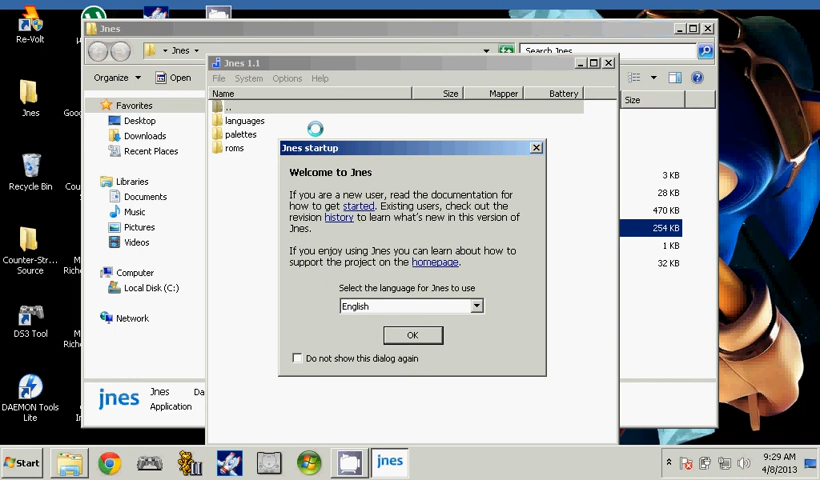 Re-Volt
Jnes
Recycle Bin
Counter-Str...
Source
DS3 Tool
DAEMON Tools
Lite
Jnes
Jnes
Search Jnes
Organize
Open
Favorites
Desktop
Downloads
Recent Places
Libraries
Documents
Music
Pictures
Videos
Computer
Local Disk (C:)
Network
Size
3 KB
28 KB
470 KB
254 KB
1 KB
32 KB
jnes
Jnes
Application
Jnes 1.1
File System Options Help
Name Size Mapper Battery
..
languages
palettes
roms
Jnes startup
Welcome to Jnes
If you are a new user, read the documentation for
how to get started. Existing users, check out the
revision history to learn what's new in this version of
Jnes.
If you enjoy using Jnes you can learn about how to
support the project on the homepage.
Select the language for Jnes to use
English
OK
Do not show this dialog again
Start
jnes
9:29 AM
4/8/2013